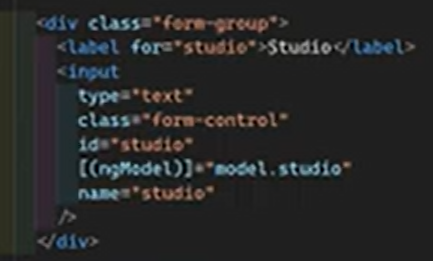 <div class="form-group">
<label for="studio">Studio</label>
<input
type="text"
class="form-control"
id="studio"
[(ngModel)]="model.studio"
name="studio"
/>
</div>